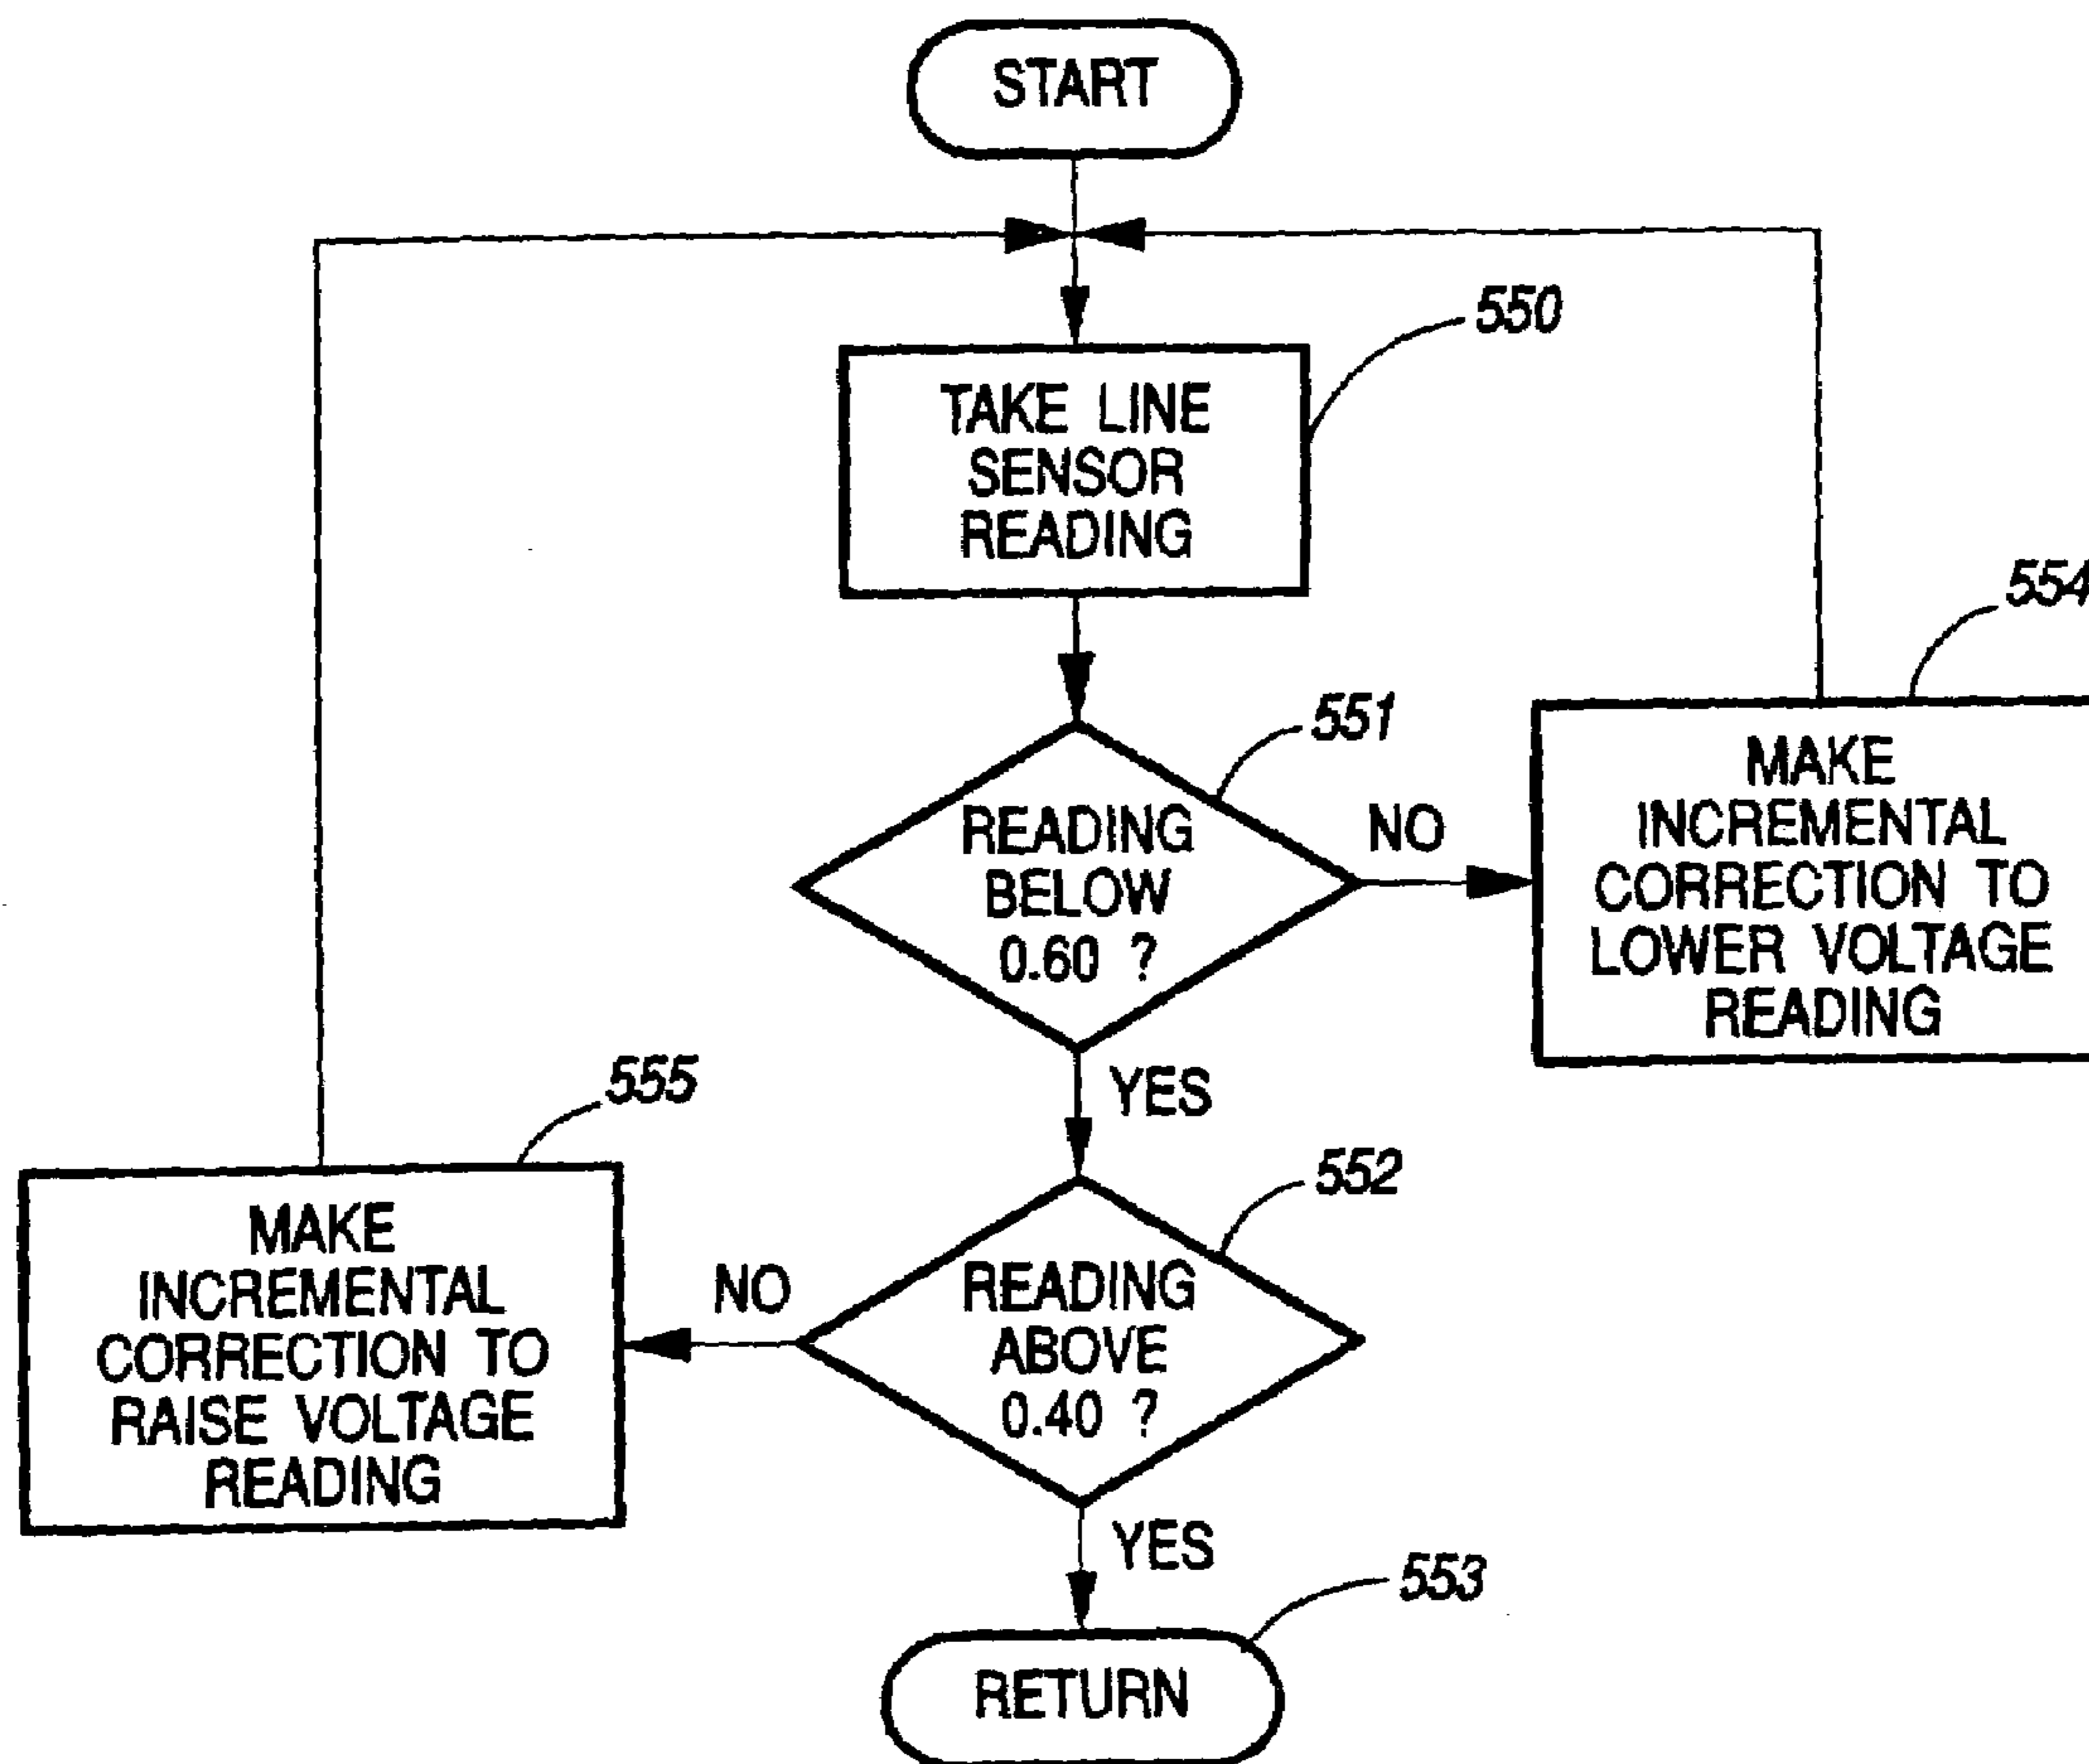 START
550
TAKE LINE
SENSOR
READING
554
551
READING
BELOW
0.60 ?
NO
MAKE
INCREMENTAL
CORRECTION TO
LOWER VOLTAGE
READING
YES
555
552
MAKE
INCREMENTAL
CORRECTION TO
RAISE VOLTAGE
READING
NO
READING
ABOVE
0.40 ?
YES
553
RETURN